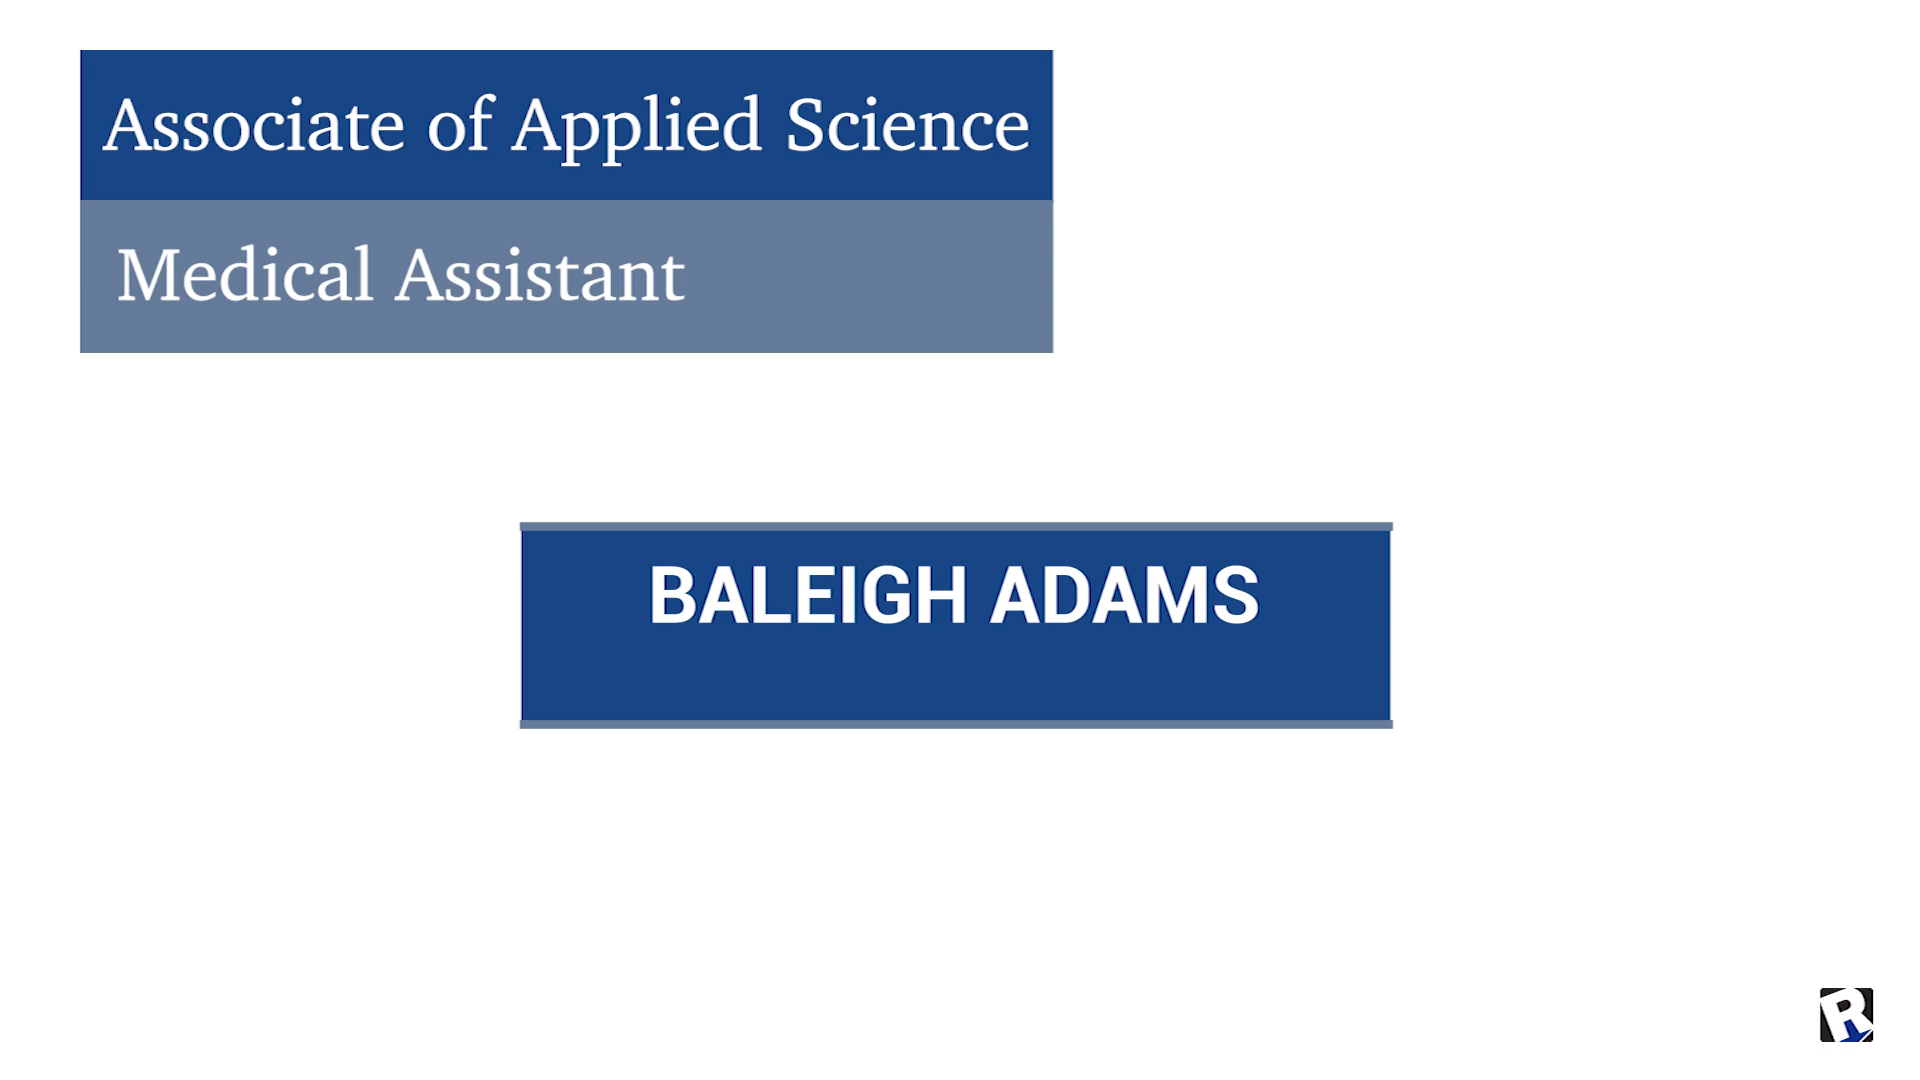 Associate of Applied Science
Medical Assistant
BALEIGH ADAMS
R